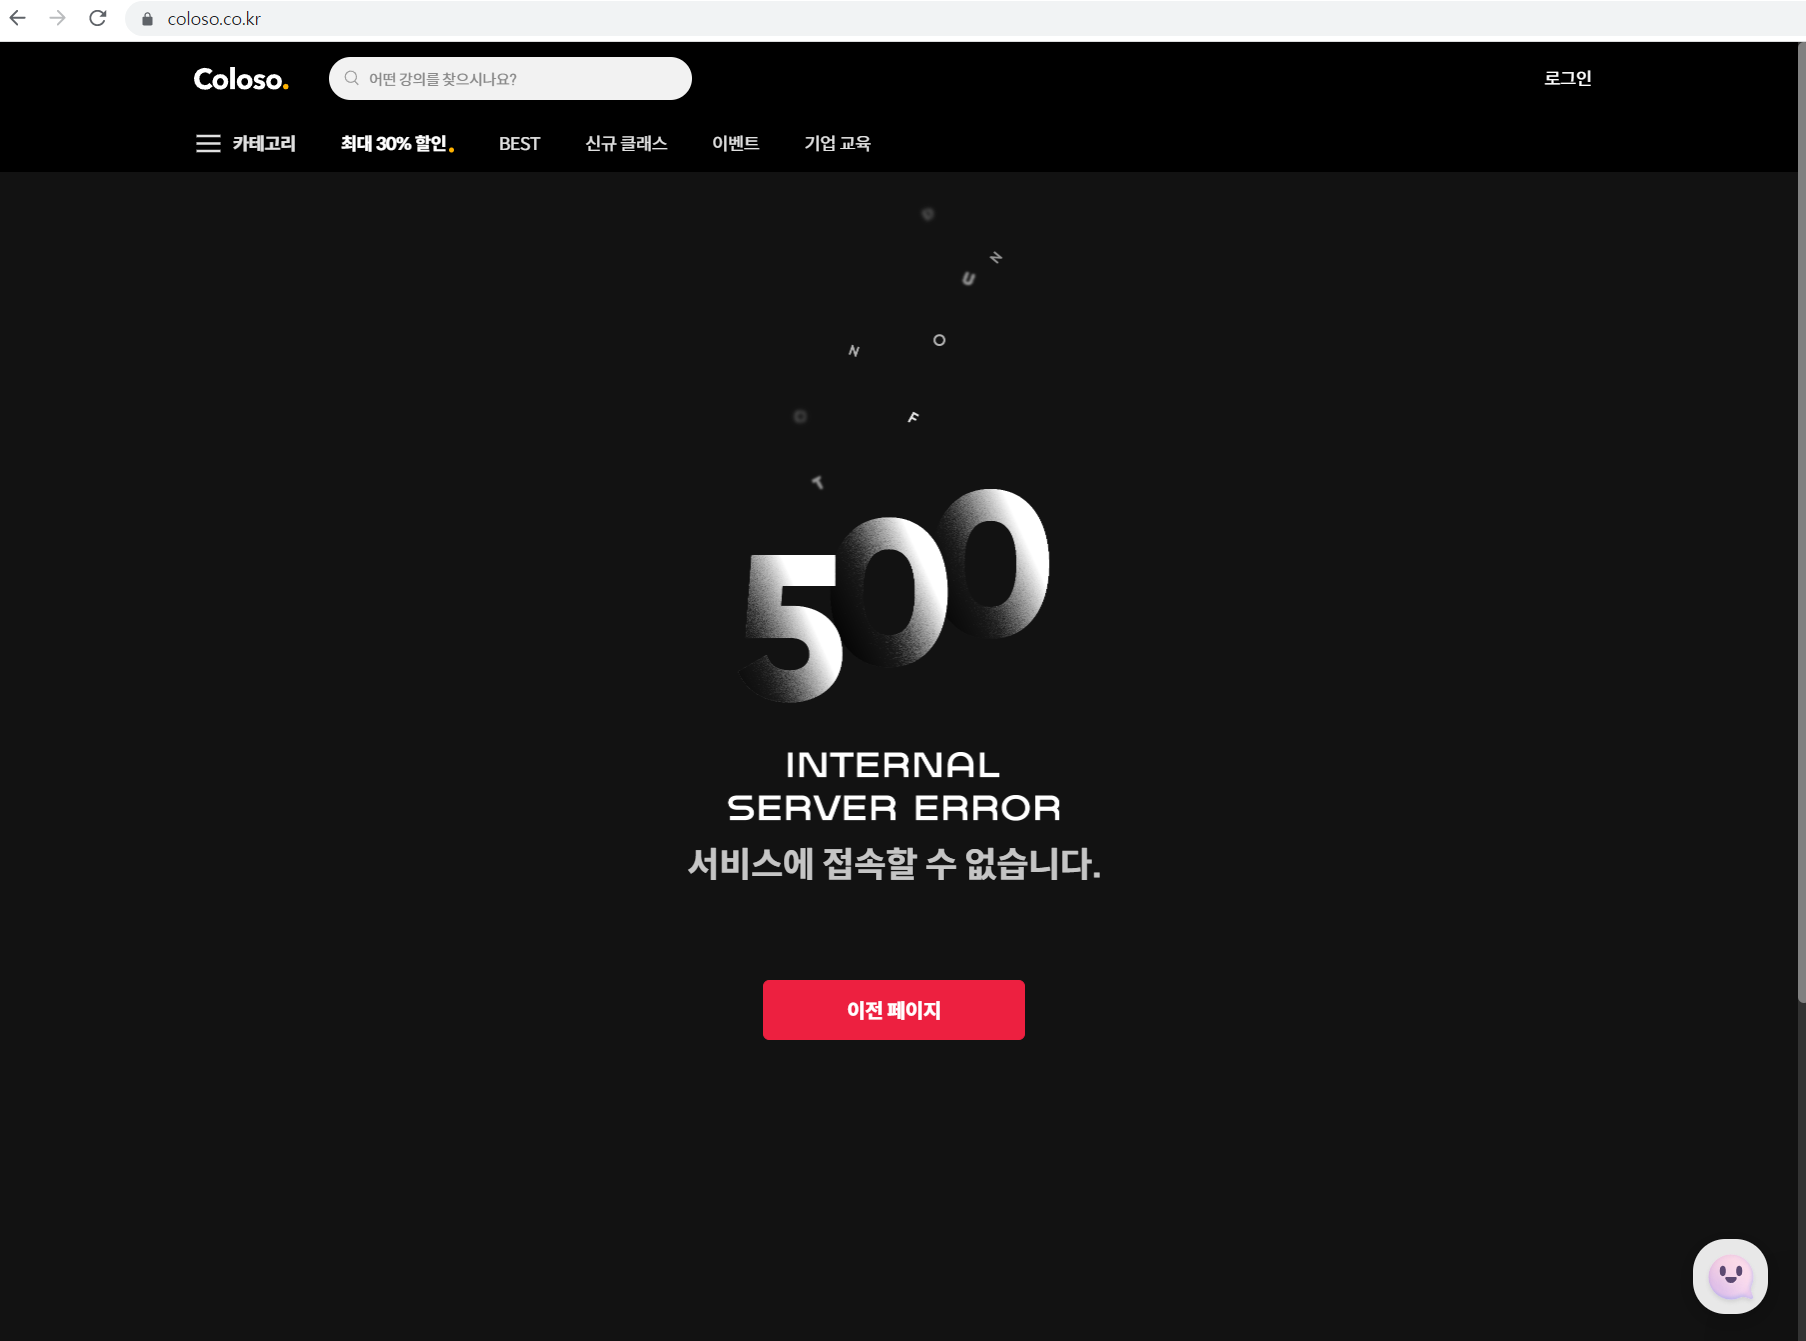 coloso.co.kr
Coloso.
어떤 강의를 찾으시나요?
로그인
카테고리
최대 30% 할인.
BEST
신규 클래스
이벤트
기업 교육
N
U
O
N
F
T
500
INTERNAL
SERVER ERROR
서비스에 접속할 수 없습니다.
이전 페이지